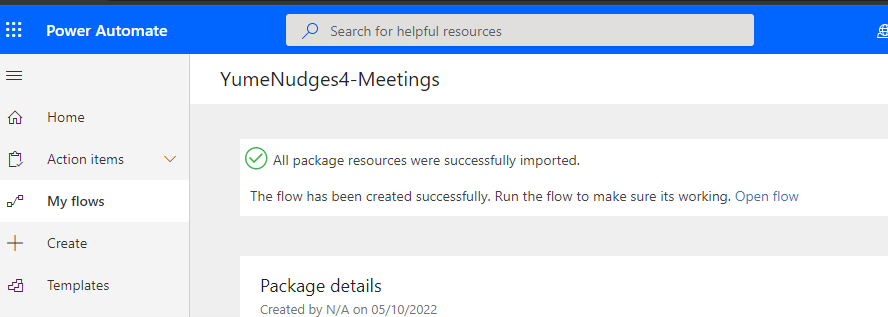 Power Automate
Search for helpful resources
YumeNudges4-Meetings
Home
Action items
My flows
Create
Templates
All package resources were successfully imported.
The flow has been created successfully. Run the flow to make sure its working. Open flow
Package details
Created by N/A on 05/10/2022